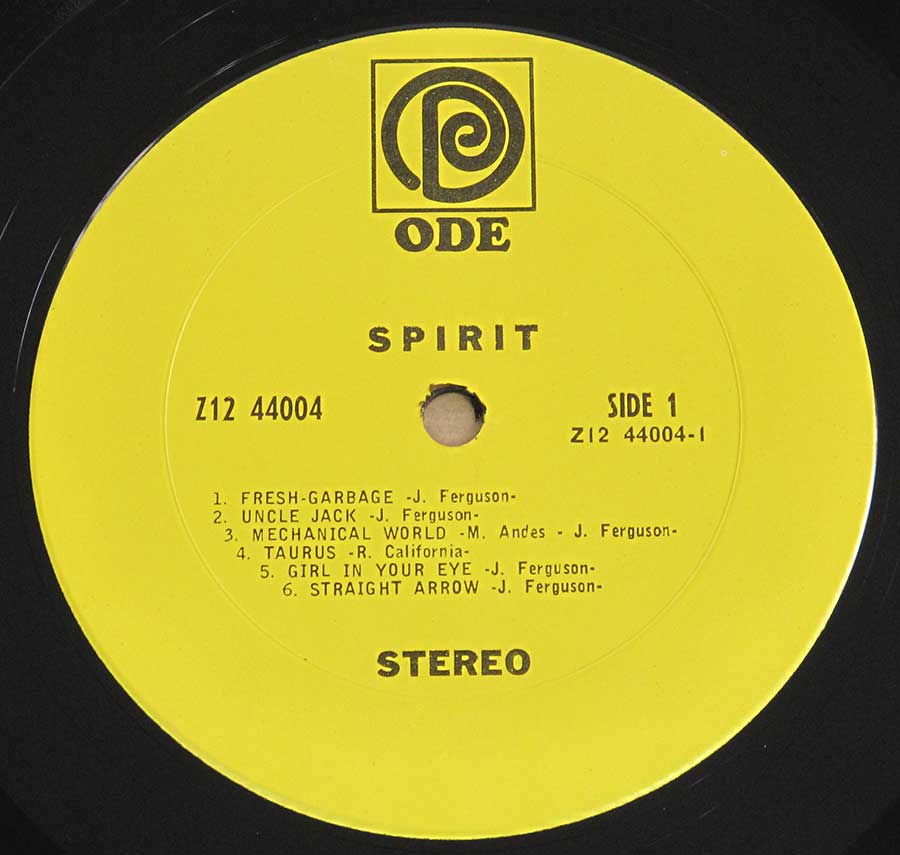 ODE
SPIRIT
Z12 44004
SIDE 1
Z12 44004-1
1. FRESH-GARBAGE -J. Ferguson-
2. UNCLE JACK -J. Ferguson-
3. MECHANICAL WORLD -M. Andes - J. Ferguson-
4. TAURUS -R. California-
5. GIRL IN YOUR EYE -J. Ferguson-
6. STRAIGHT ARROW -J. Ferguson-
STEREO